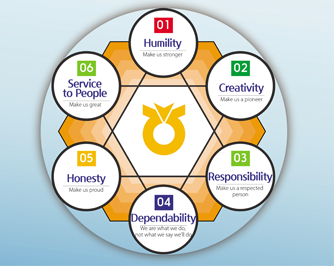 01
Humility
Make us stronger
02
Creativity
Make us a pioneer
03
Responsibility
Make us a respected
person
04
Dependability
We are what we do,
not what we say we'll do
05
Honesty
Make us proud
06
Service
to People
Make us great